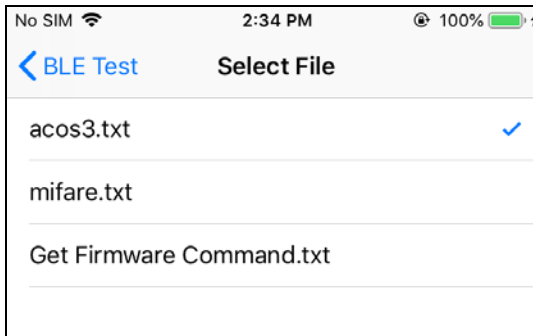 No SIM 2:34 PM 100%
BLE Test Select File
acos3.txt
mifare.txt
Get Firmware Command.txt